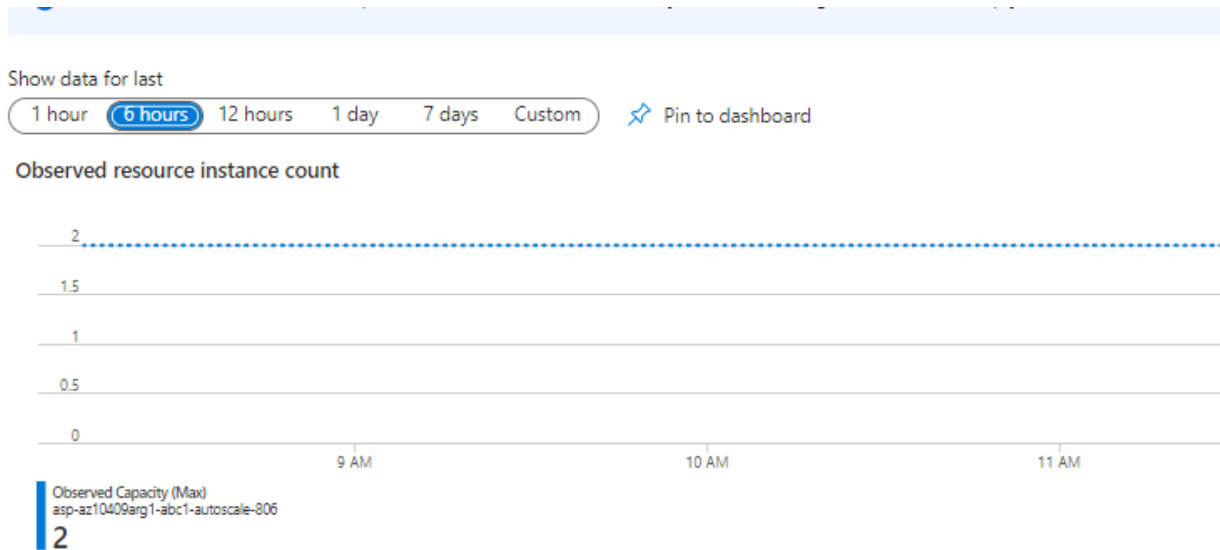 Show data for last
1 hour 6 hours 12 hours 1 day 7 days Custom Pin to dashboard
Observed resource instance count
2
1.5
1
0.5
0
9 AM 10 AM 11 AM
Observed Capacity (Max)
asp-az10409arg1-abc1-autoscale-806
2